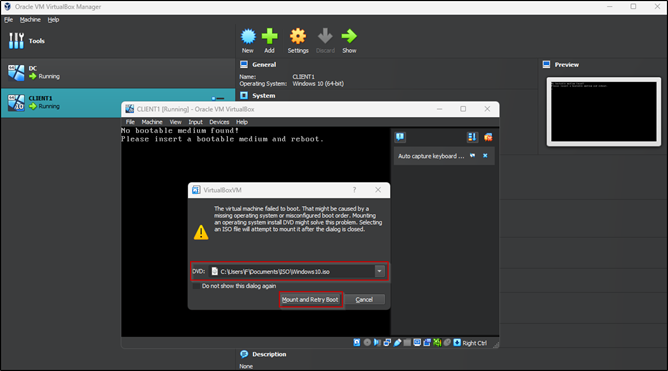 Oracle VM VirtualBox Manager
File Machine Help
Tools
New Add Settings Discard Show
DC
Running
CLIENT1
Running
General
Name: CLIENT1
Operating System: Windows 10 (64-bit)
System
Preview
CLIENT1 [Running] - Oracle VM VirtualBox
File Machine View Input Devices Help
No bootable medium found!
Please insert a bootable medium and reboot.
Auto capture keyboard ...
VirtualBoxVM
The virtual machine failed to boot. That might be caused by a
missing operating system or misconfigured boot order. Mounting
an operating system install DVD might solve this problem. Selecting
an ISO file will attempt to mount it after the dialog is closed.
DVD: C:\Users\F\Documents\ISO\Windows10.iso
Do not show this dialog again
Mount and Retry Boot Cancel
Right Ctrl
Description
None